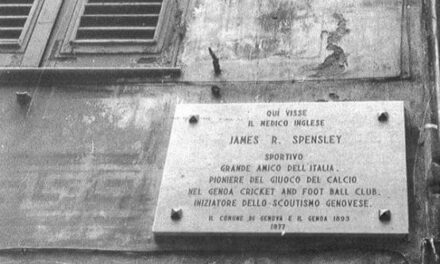 QUI VISSE
IL MEDICO INGLESE
JAMES R. SPENSLEY
SPORTIVO
GRANDE AMICO DELL'ITALIA,
PIONIERE DEL GIUOCO DEL CALCIO
NEL GENOA CRICKET AND FOOT BALL CLUB,
INIZIATORE DELLO SCOUTISMO GENOVESE.
IL COMUNE DI GENOVA E IL GENOA 1893
1977